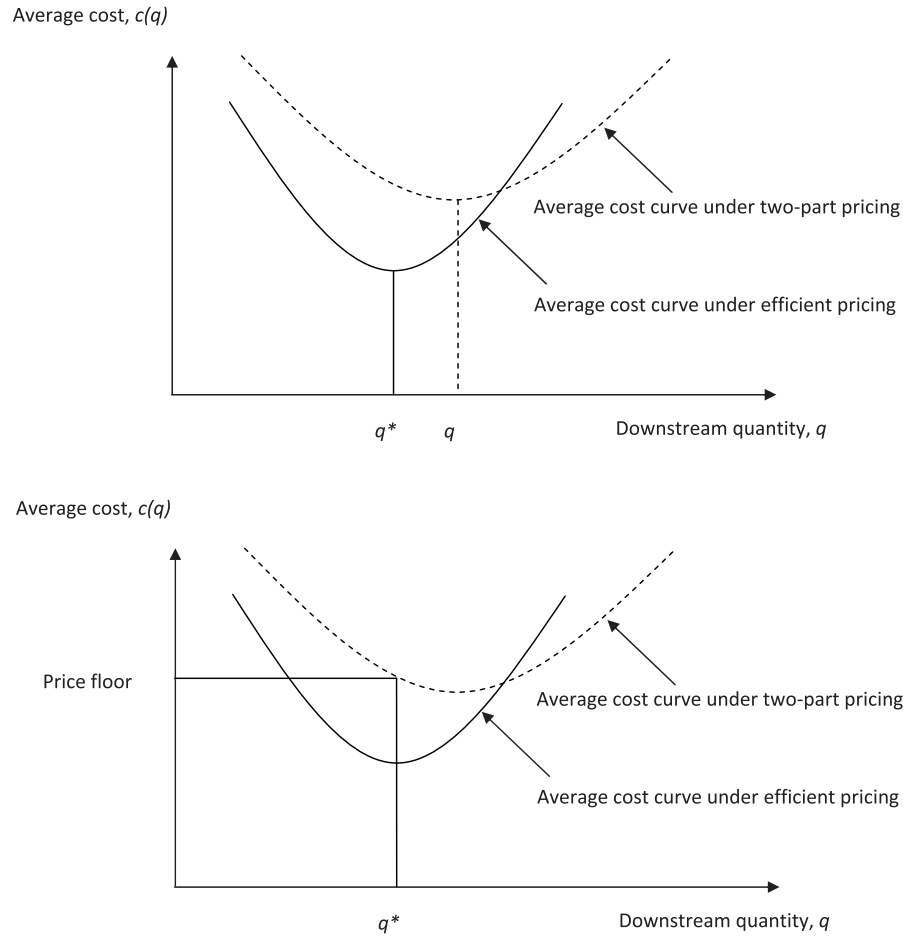 Average cost, c(q)
Average cost curve under two-part pricing
Average cost curve under efficient pricing
q* q Downstream quantity, q
Average cost, c(q)
Price floor
Average cost curve under two-part pricing
Average cost curve under efficient pricing
q* Downstream quantity, q